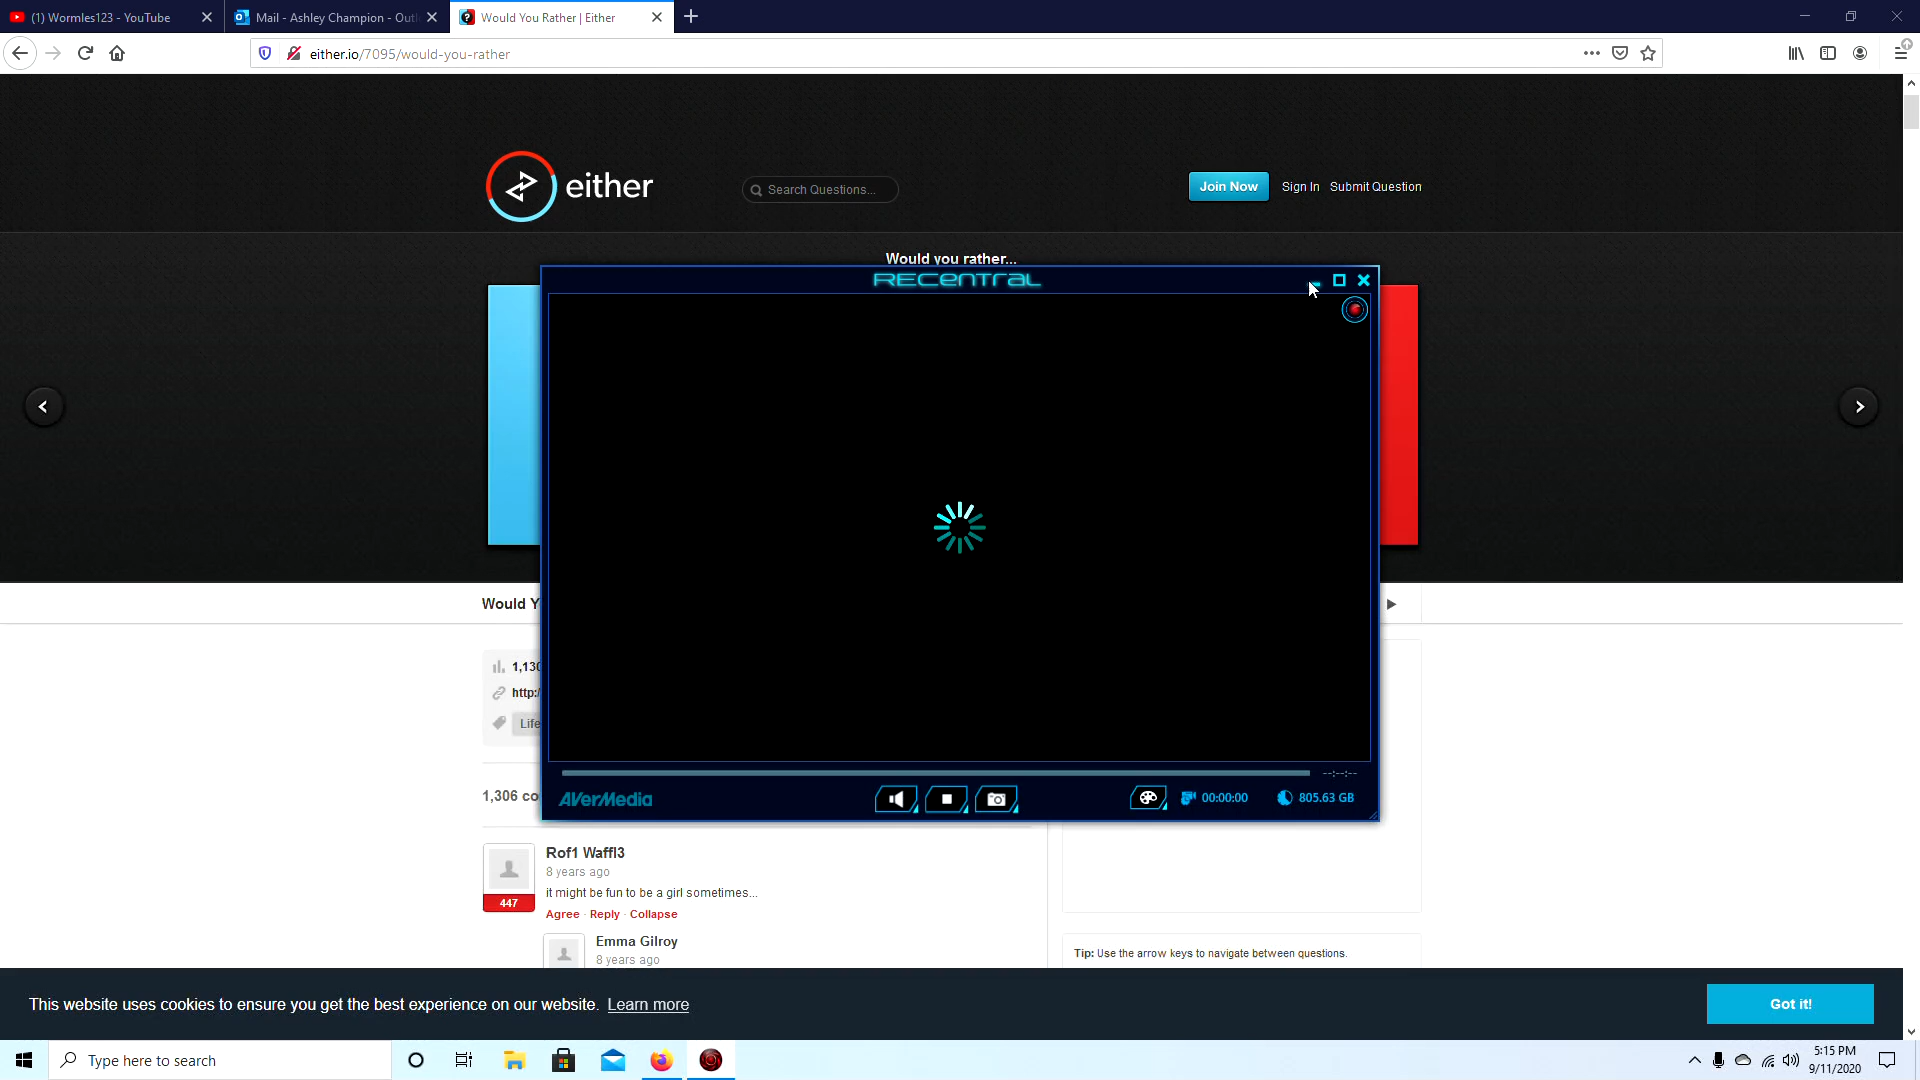 (1) Wormles123 - YouTube
Mail - Ashley Champion - Outl
Would You Rather | Either
either.io/7095/would-you-rather
either
Search Questions...
Join Now
Sign In
Submit Question
Would you rather...
RECentral
Would Y
1,130
http:/
Life
1,306 co
AVerMedia
--:--:--
00:00:00
805.63 GB
Rof1 Waffl3
8 years ago
it might be fun to be a girl sometimes...
447
Agree · Reply · Collapse
Emma Gilroy
8 years ago
Tip: Use the arrow keys to navigate between questions.
This website uses cookies to ensure you get the best experience on our website. Learn more
Got it!
Type here to search
5:15 PM
9/11/2020